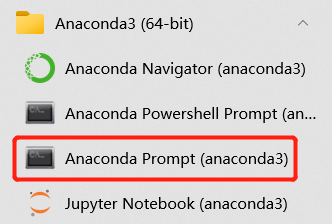 Anaconda3 (64-bit)
Anaconda Navigator (anaconda3)
Anaconda Powershell Prompt (an...
Anaconda Prompt (anaconda3)
Jupyter Notebook (anaconda3)